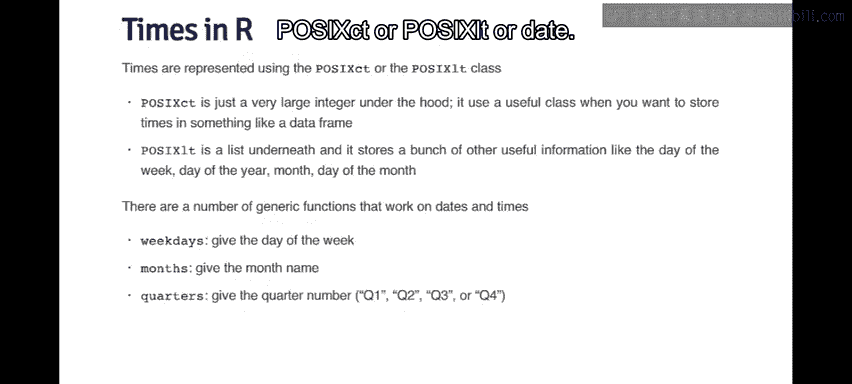 Times in R
POSIXct or POSIXlt or date.
Times are represented using the POSIXct or the POSIXlt class
· POSIXct is just a very large integer under the hood; it use a useful class when you want to store
times in something like a data frame
· POSIXlt is a list underneath and it stores a bunch of other useful information like the day of the
week, day of the year, month, day of the month
There are a number of generic functions that work on dates and times
· weekdays: give the day of the week
· months: give the month name
· quarters: give the quarter number (“Q1”, “Q2”, “Q3”, or “Q4”)